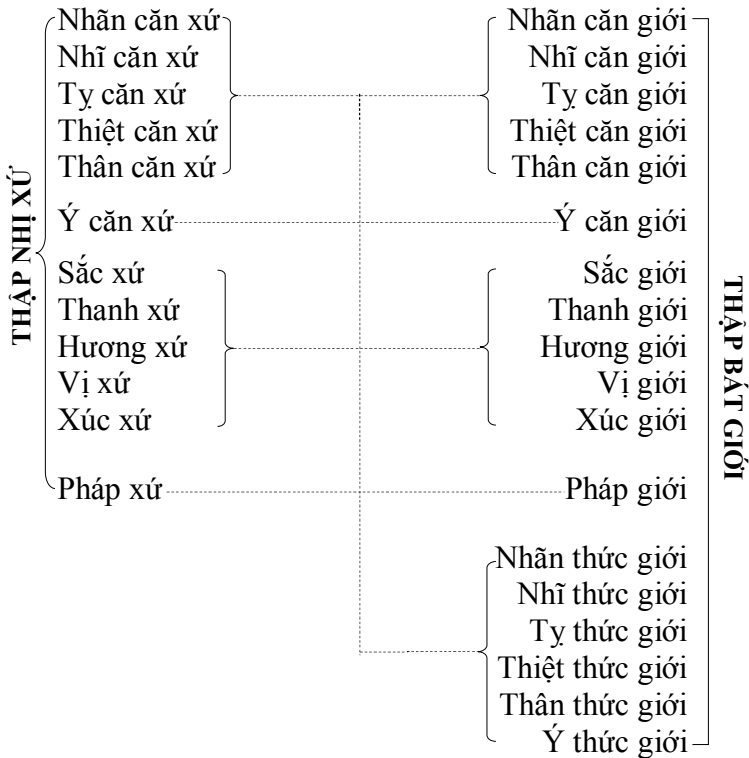 THẬP NHỊ XỨ
Nhãn căn xứ
Nhĩ căn xứ
Tỵ căn xứ
Thiệt căn xứ
Thân căn xứ
Ý căn xứ
Sắc xứ
Thanh xứ
Hương xứ
Vị xứ
Xúc xứ
Pháp xứ
Nhãn căn giới
Nhĩ căn giới
Tỵ căn giới
Thiệt căn giới
Thân căn giới
Ý căn giới
Sắc giới
Thanh giới
Hương giới
Vị giới
Xúc giới
Pháp giới
Nhãn thức giới
Nhĩ thức giới
Tỵ thức giới
Thiệt thức giới
Thân thức giới
Ý thức giới
THẬP BÁT GIỚI